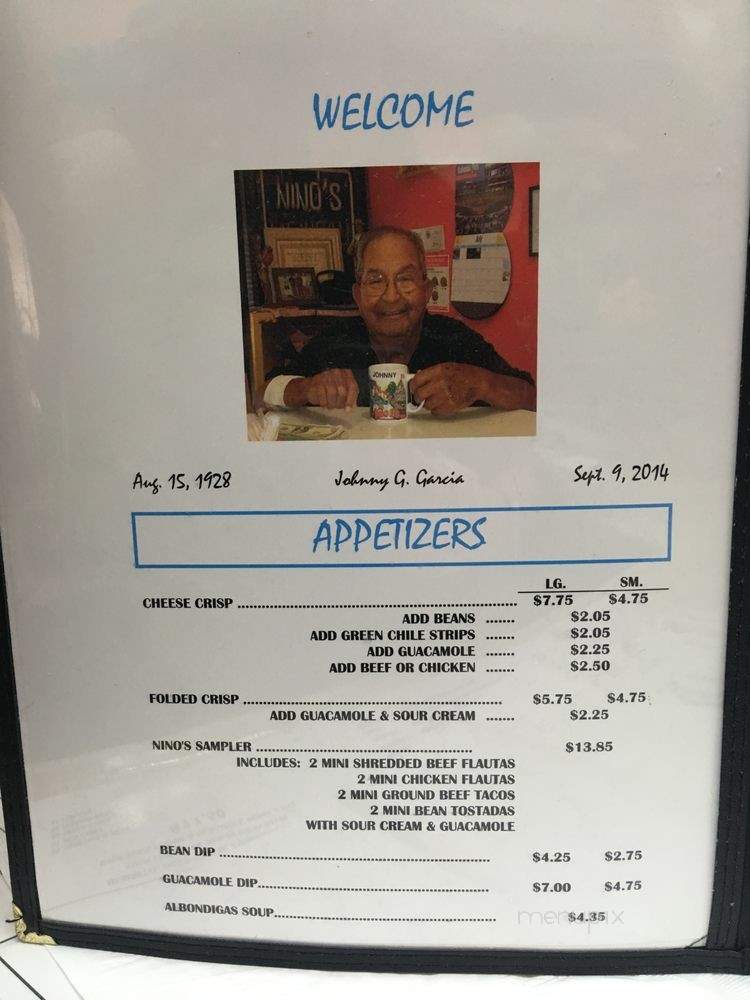 WELCOME
NINO'S
JOHNNY
Aug. 15, 1928 Johnny G. Garcia Sept. 9, 2014
APPETIZERS
LG. SM.
CHEESE CRISP ........ $7.75 $4.75
ADD BEANS ....... $2.05
ADD GREEN CHILE STRIPS ....... $2.05
ADD GUACAMOLE ....... $2.25
ADD BEEF OR CHICKEN ....... $2.50
FOLDED CRISP ........ $5.75 $4.75
ADD GUACAMOLE & SOUR CREAM ....... $2.25
NINO'S SAMPLER ........ $13.85
INCLUDES: 2 MINI SHREDDED BEEF FLAUTAS
2 MINI CHICKEN FLAUTAS
2 MINI GROUND BEEF TACOS
2 MINI BEAN TOSTADAS
WITH SOUR CREAM & GUACAMOLE
BEAN DIP ........ $4.25 $2.75
GUACAMOLE DIP........ $7.00 $4.75
ALBONDIGAS SOUP........ $4.35
menupix